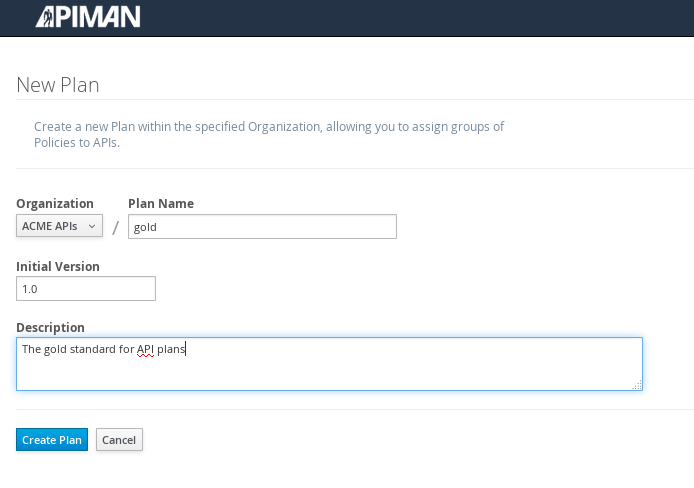 APIMAN
New Plan
Create a new Plan within the specified Organization, allowing you to assign groups of
Policies to APIs.
Organization Plan Name
ACME APIs / gold
Initial Version
1.0
Description
The gold standard for API plans
Create Plan Cancel